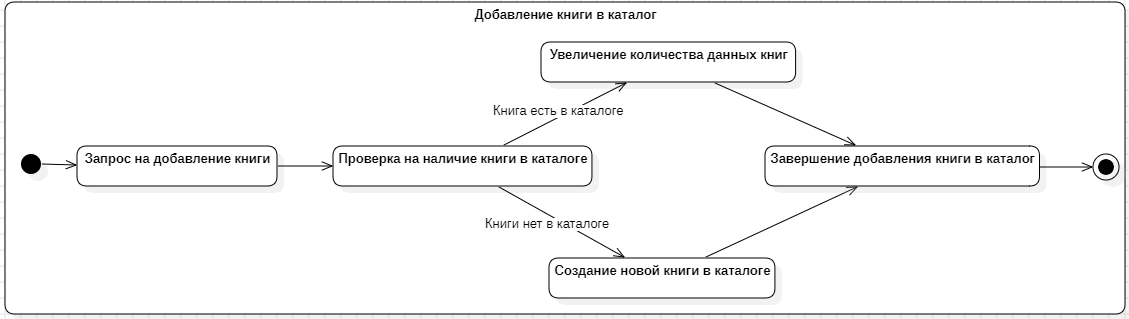 Добавление книги в каталог
Увеличение количества данных книг
Книга есть в каталоге
Запрос на добавление книги
Проверка на наличие книги в каталоге
Завершение добавления книги в каталог
Книги нет в каталоге
Создание новой книги в каталоге